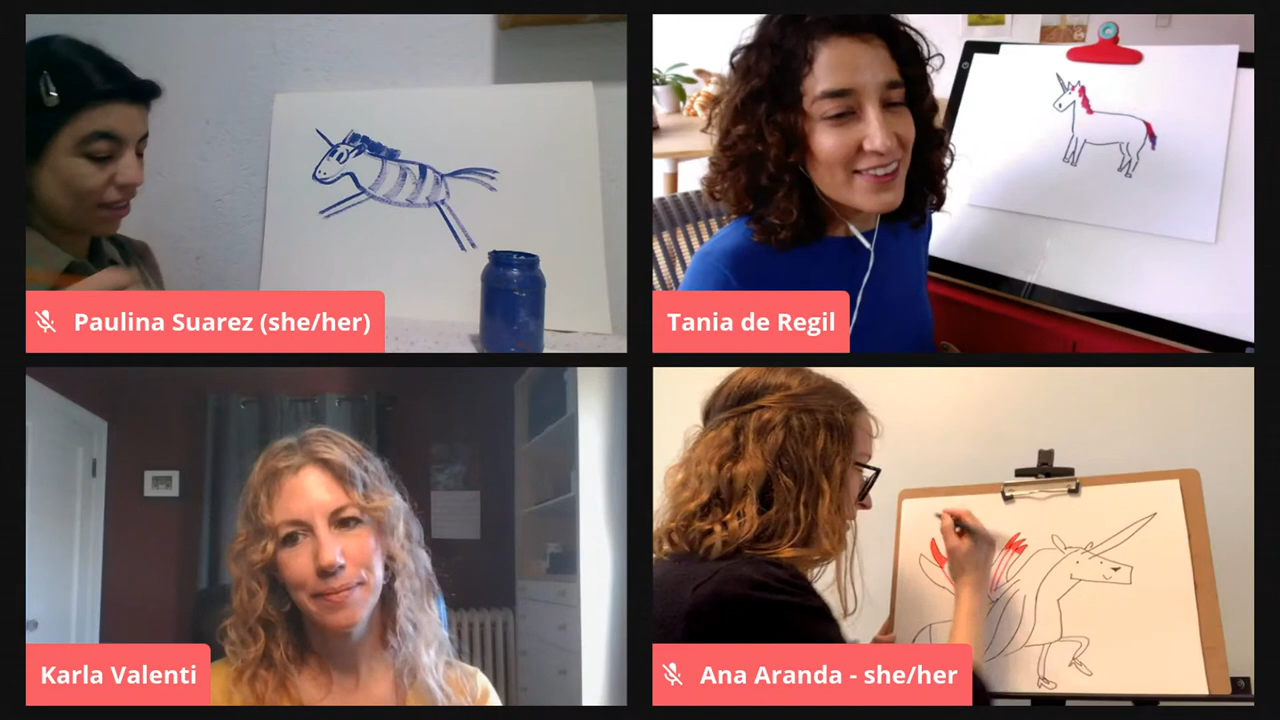 Paulina Suarez (she/her)
Tania de Regil
Karla Valenti
Ana Aranda - she/her